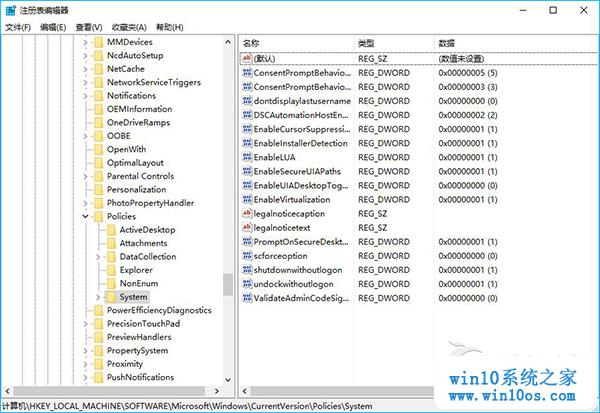 注册表编辑器
文件(F) 编辑(E) 查看(V) 收藏夹(A) 帮助(H)
MMDevices
NcdAutoSetup
NetCache
NetworkServiceTriggers
Notifications
OEMInformation
OneDriveRamps
OOBE
OpenWith
OptimalLayout
Parental Controls
Personalization
PhotoPropertyHandler
Policies
ActiveDesktop
Attachments
DataCollection
Explorer
NonEnum
System
PowerEfficiencyDiagnostics
PrecisionTouchPad
PreviewHandlers
PropertySystem
Proximity
PushNotifications
名称 类型 数据
(默认) REG_SZ (数值未设置)
ConsentPromptBehavio... REG_DWORD 0x00000005 (5)
ConsentPromptBehavio... REG_DWORD 0x00000003 (3)
dontdisplaylastusername REG_DWORD 0x00000000 (0)
DSCAutomationHostEn... REG_DWORD 0x00000002 (2)
EnableCursorSuppressi... REG_DWORD 0x00000001 (1)
EnableInstallerDetection REG_DWORD 0x00000001 (1)
EnableLUA REG_DWORD 0x00000001 (1)
EnableSecureUIAPaths REG_DWORD 0x00000001 (1)
EnableUIADesktopTog... REG_DWORD 0x00000000 (0)
EnableVirtualization REG_DWORD 0x00000001 (1)
legalnoticecaption REG_SZ
legalnoticetext REG_SZ
PromptOnSecureDeskt... REG_DWORD 0x00000001 (1)
scforceoption REG_DWORD 0x00000000 (0)
shutdownwithoutlogon REG_DWORD 0x00000001 (1)
undockwithoutlogon REG_DWORD 0x00000001 (1)
ValidateAdminCodeSig... REG_DWORD 0x00000000 (0)
计算机\HKEY_LOCAL_MACHINE\SOFTWARE\Microsoft\Windows\CurrentVersion\Policies\System
win10系统之家
www.win10os.com